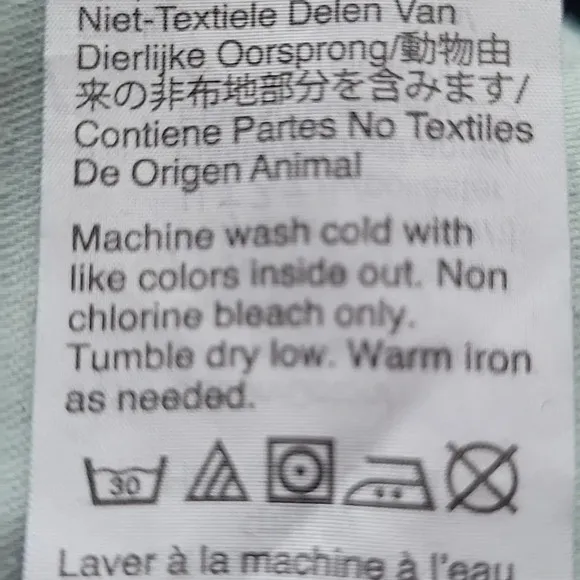 Niet-Textiele Delen Van
Dierlijke Oorsprong/動物由
来の非布地部分を含みます/
Contiene Partes No Textiles
De Origen Animal
Machine wash cold with
like colors inside out. Non
chlorine bleach only.
Tumble dry low. Warm iron
as needed.
30
Laver à la machine à l'eau